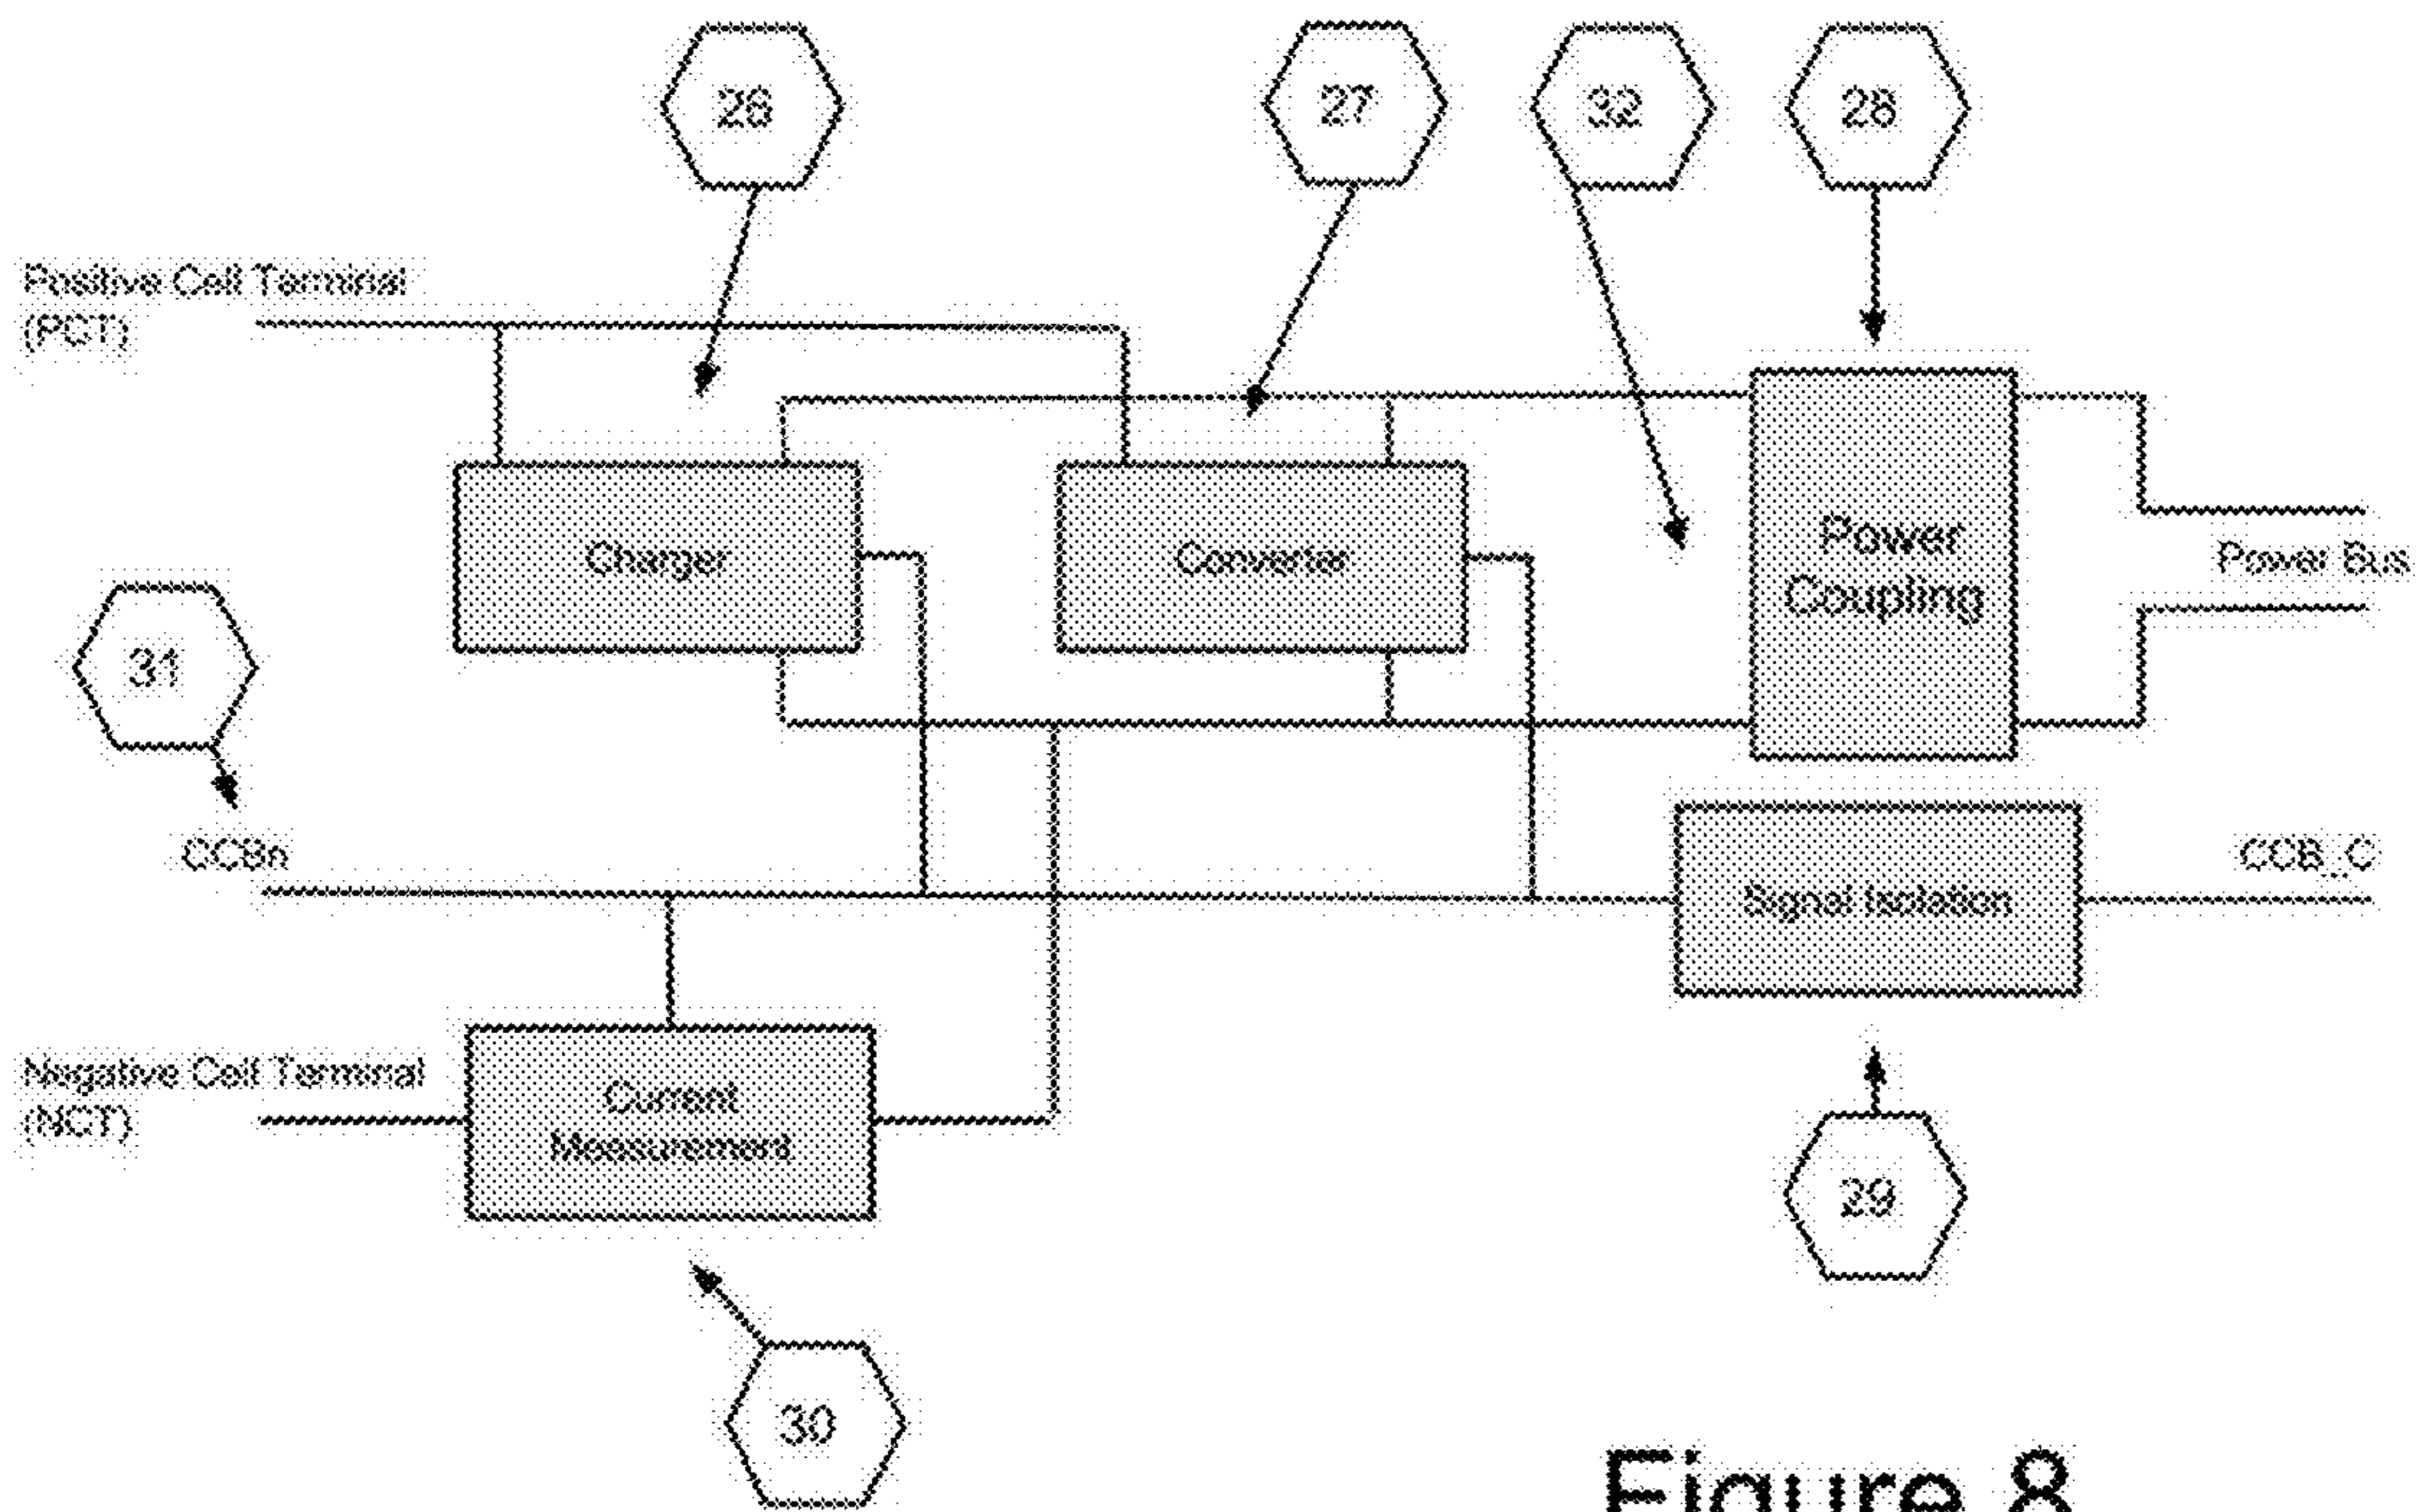 26
27
32
28
Positive Cell Terminal
(PCT)
Charger
Converter
Power
Coupling
Power Bus
31
CCBn
CCB_C
Signal Isolation
Negative Cell Terminal
(NCT)
Current
Measurement
29
30
Figure 8